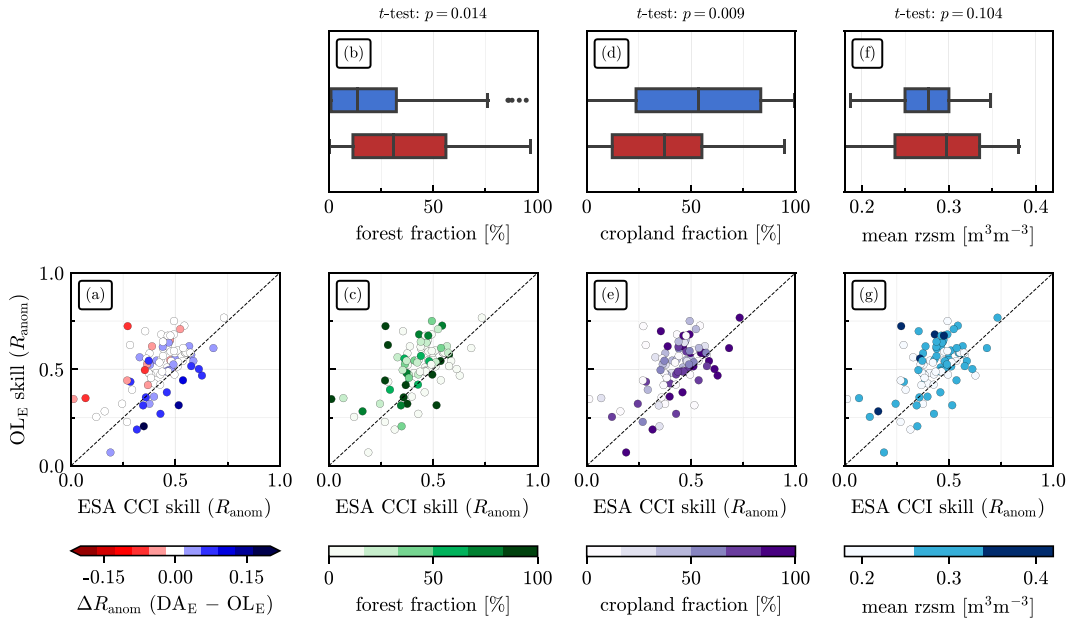 t-test: p = 0.014
t-test: p = 0.009
t-test: p = 0.104
(b)
(d)
(f)
0 50 100
0 50 100
0.2 0.3 0.4
forest fraction [%]
cropland fraction [%]
mean rzsm [m³m⁻³]
OL_E skill (R_anom)
1.0
0.5
0.0
(a)
(c)
(e)
(g)
0.0 0.5 1.0
0.0 0.5 1.0
0.0 0.5 1.0
0.0 0.5 1.0
ESA CCI skill (R_anom)
ESA CCI skill (R_anom)
ESA CCI skill (R_anom)
ESA CCI skill (R_anom)
-0.15 0.00 0.15
0 100
0 50 100
0.2 0.3 0.4
ΔR_anom (DA_E − OL_E)
forest fraction [%]
cropland fraction [%]
mean rzsm [m³m⁻³]